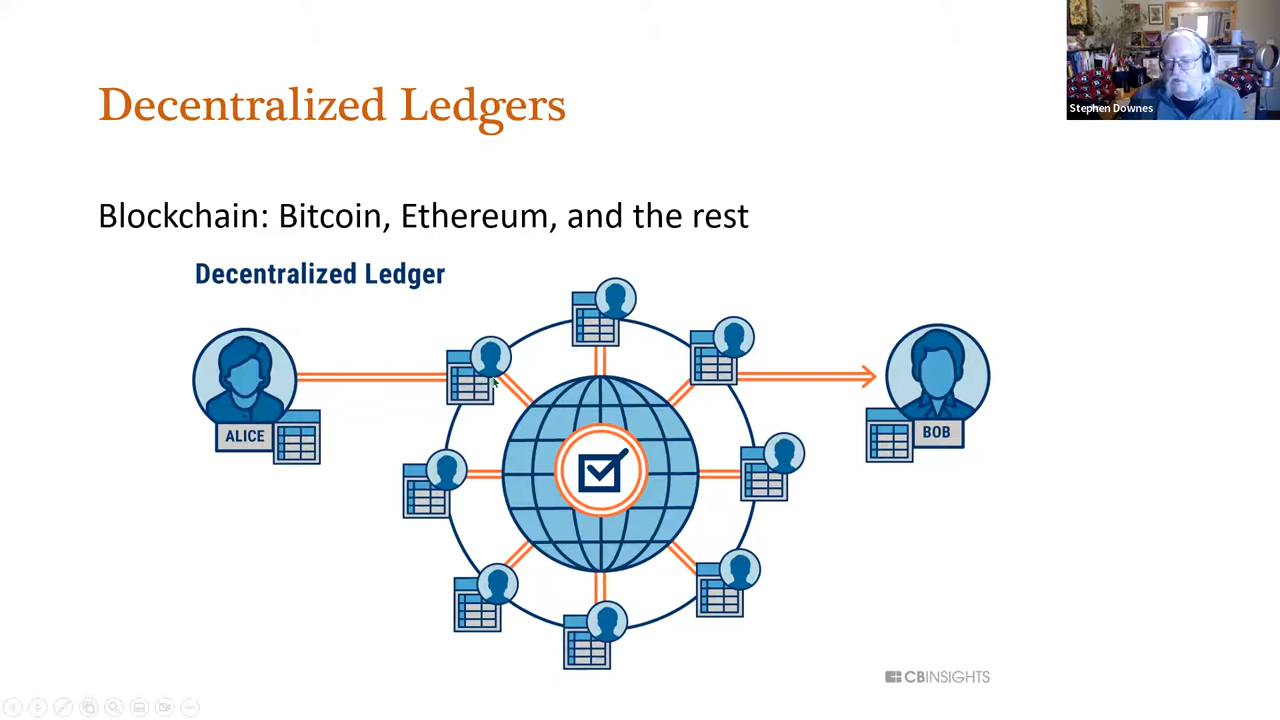 Decentralized Ledgers
Stephen Downes
Blockchain: Bitcoin, Ethereum, and the rest
Decentralized Ledger
ALICE
BOB
CBINSIGHTS